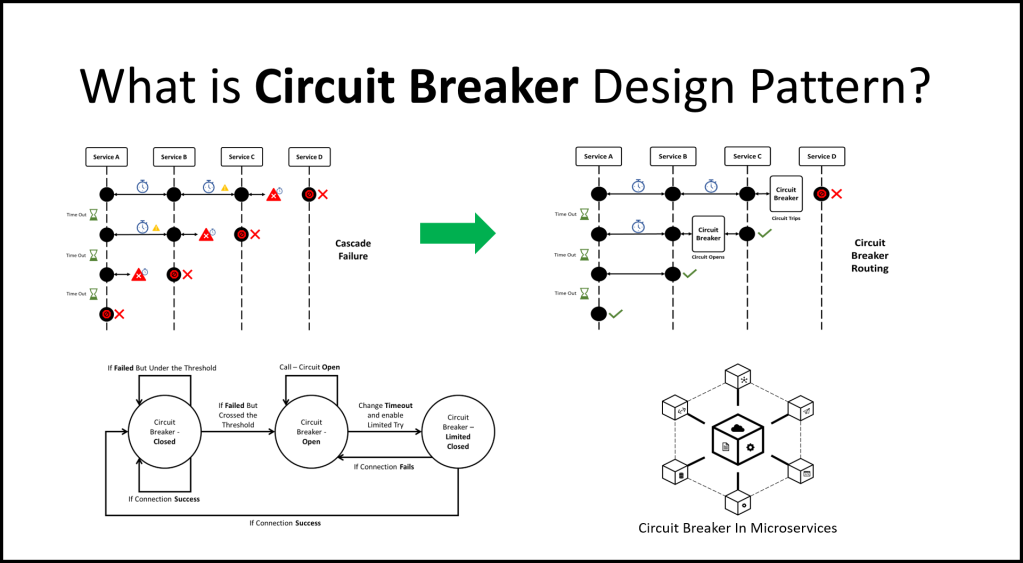 What is Circuit Breaker Design Pattern?
Service A
Service B
Service C
Service D
Time Out
Time Out
Time Out
Cascade
Failure
Service A
Service B
Service C
Service D
Circuit
Breaker
Circuit Trips
Time Out
Circuit
Breaker
Circuit Opens
Time Out
Time Out
Circuit
Breaker
Routing
If Failed But Under the Threshold
Circuit
Breaker -
Closed
If Connection Success
If Failed But
Crossed the
Threshold
Call – Circuit Open
Circuit
Breaker -
Open
Change Timeout
and enable
Limited Try
Circuit
Breaker –
Limited
Closed
If Connection Fails
If Connection Success
Circuit Breaker In Microservices